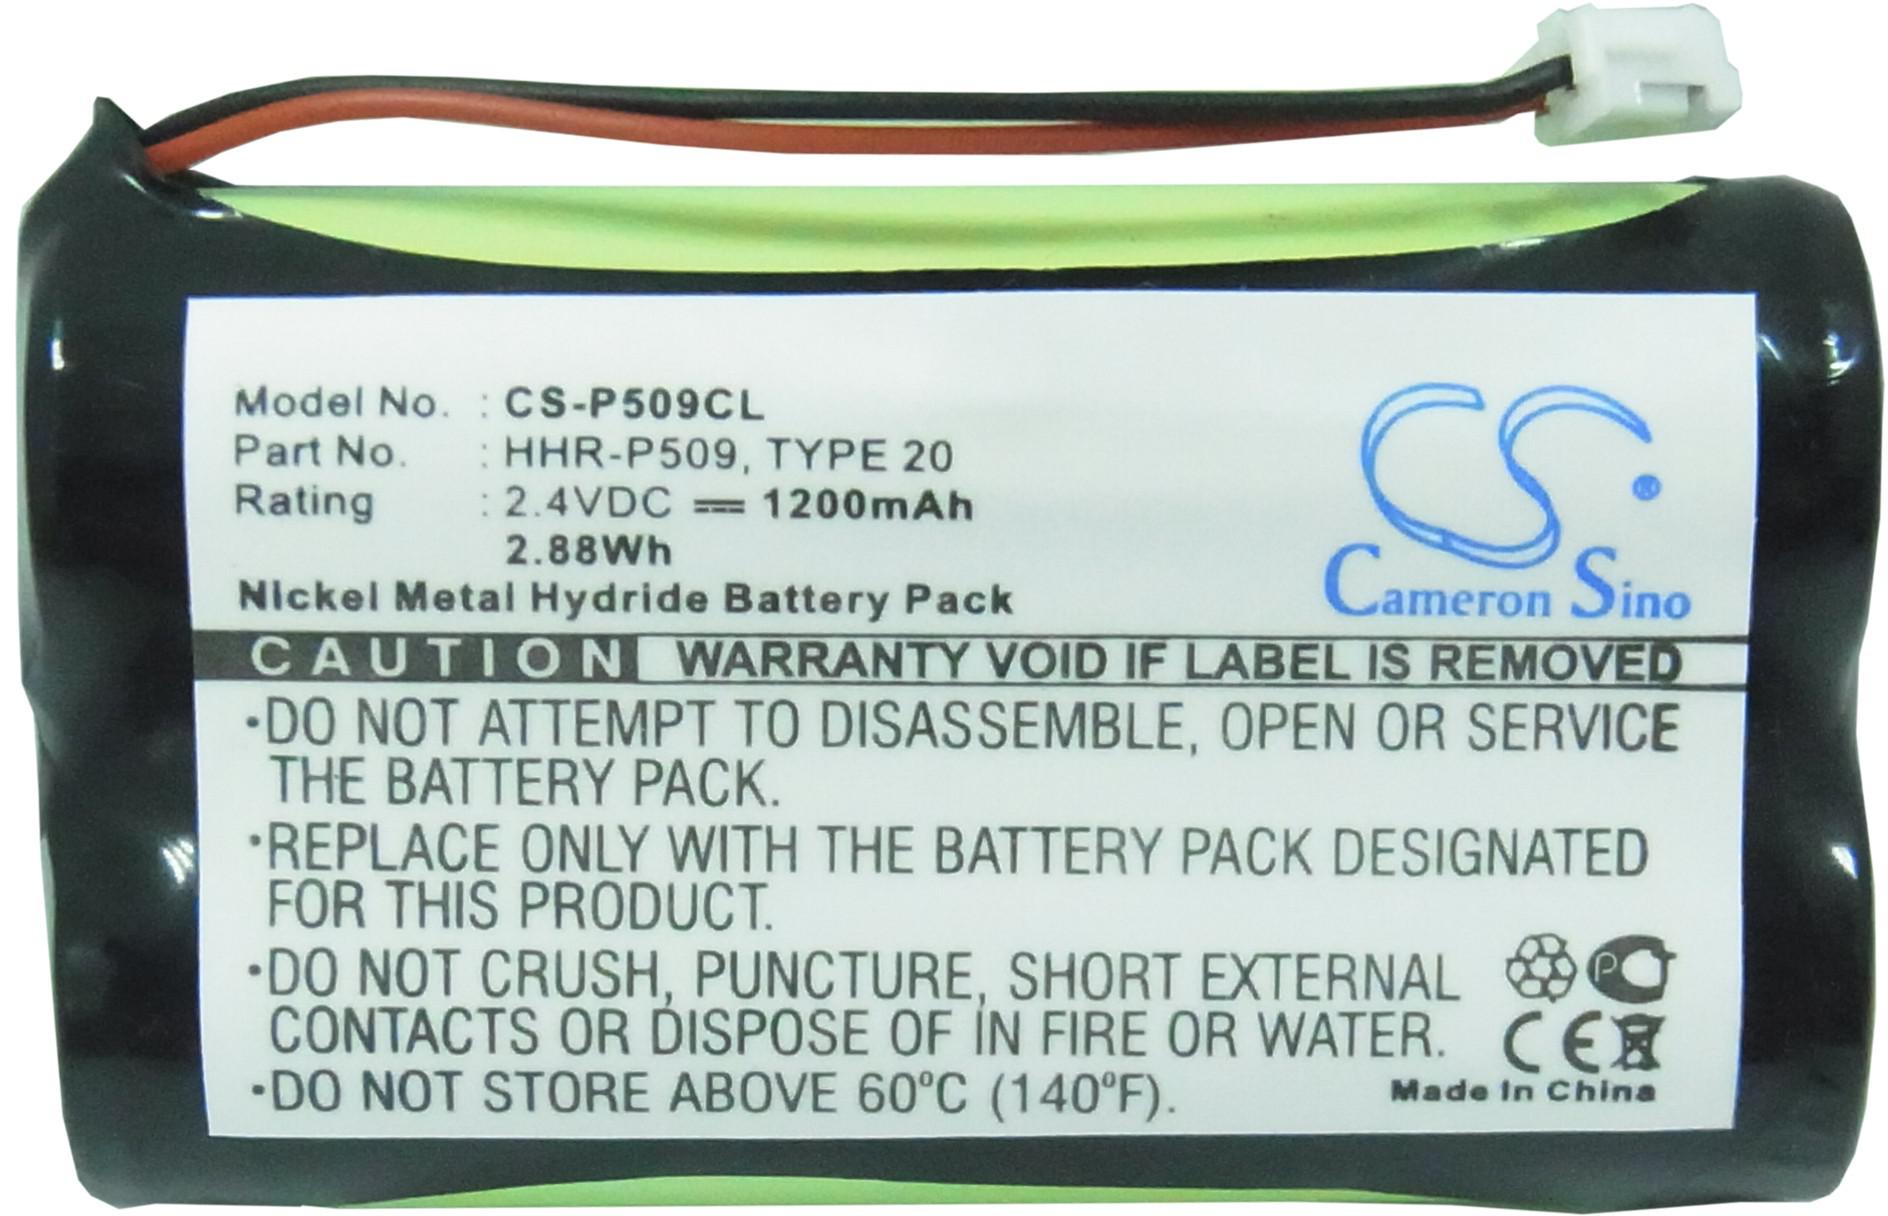 Model No. : CS-P509CL
Part No. : HHR-P509, TYPE 20
Rating : 2.4VDC ⎓ 1200mAh
2.88Wh
Nickel Metal Hydride Battery Pack
CS®
Cameron Sino
CAUTION WARRANTY VOID IF LABEL IS REMOVED
•DO NOT ATTEMPT TO DISASSEMBLE, OPEN OR SERVICE
THE BATTERY PACK.
•REPLACE ONLY WITH THE BATTERY PACK DESIGNATED
FOR THIS PRODUCT.
•DO NOT CRUSH, PUNCTURE, SHORT EXTERNAL
CONTACTS OR DISPOSE OF IN FIRE OR WATER.
•DO NOT STORE ABOVE 60°C (140°F).
PC
CE
Made In China